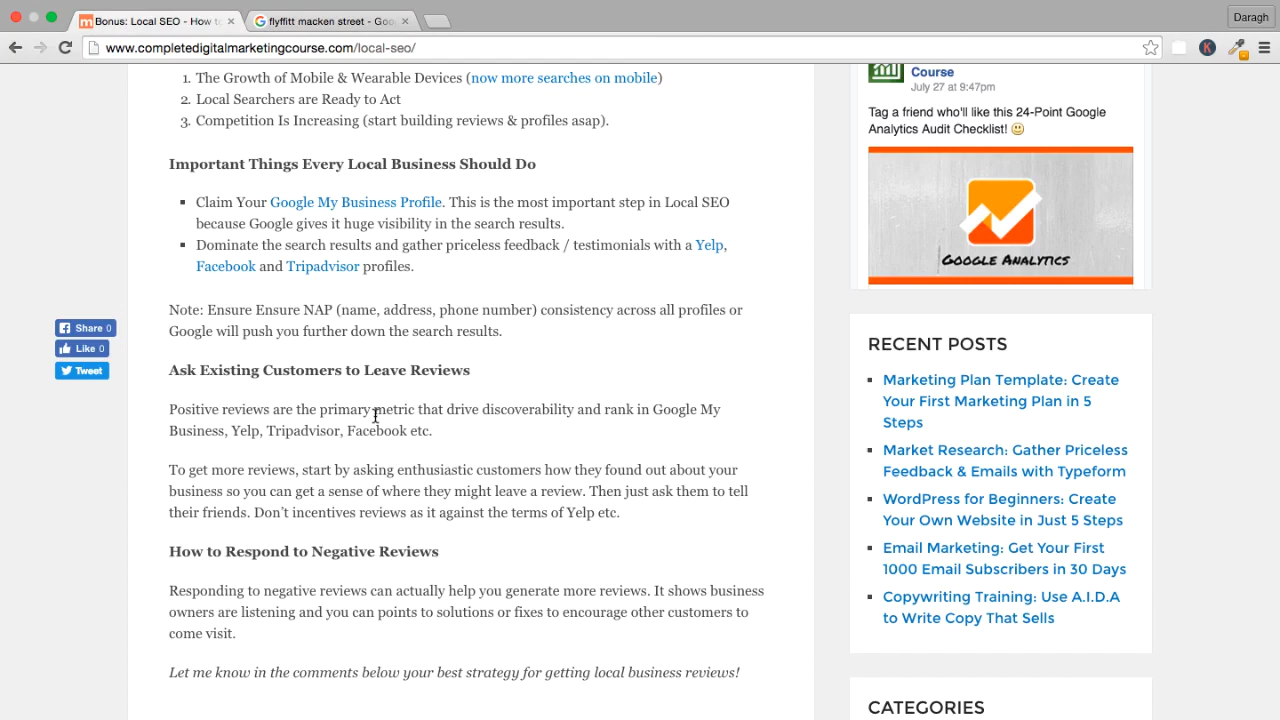 Bonus: Local SEO - How to
flyffitt macken street - Goo
Daragh
www.completedigitalmarketingcourse.com/local-seo/
K
1. The Growth of Mobile & Wearable Devices (now more searches on mobile)
2. Local Searchers are Ready to Act
3. Competition Is Increasing (start building reviews & profiles asap).
Important Things Every Local Business Should Do
Claim Your Google My Business Profile. This is the most important step in Local SEO
because Google gives it huge visibility in the search results.
Dominate the search results and gather priceless feedback / testimonials with a Yelp,
Facebook and Tripadvisor profiles.
Note: Ensure Ensure NAP (name, address, phone number) consistency across all profiles or
Google will push you further down the search results.
Share 0
Like 0
Tweet
Ask Existing Customers to Leave Reviews
Positive reviews are the primary metric that drive discoverability and rank in Google My
Business, Yelp, Tripadvisor, Facebook etc.
To get more reviews, start by asking enthusiastic customers how they found out about your
business so you can get a sense of where they might leave a review. Then just ask them to tell
their friends. Don't incentives reviews as it against the terms of Yelp etc.
How to Respond to Negative Reviews
Responding to negative reviews can actually help you generate more reviews. It shows business
owners are listening and you can points to solutions or fixes to encourage other customers to
come visit.
Let me know in the comments below your best strategy for getting local business reviews!
Course
July 27 at 9:47pm
Tag a friend who'll like this 24-Point Google
Analytics Audit Checklist!
GOOGLE ANALYTICS
RECENT POSTS
Marketing Plan Template: Create
Your First Marketing Plan in 5
Steps
Market Research: Gather Priceless
Feedback & Emails with Typeform
WordPress for Beginners: Create
Your Own Website in Just 5 Steps
Email Marketing: Get Your First
1000 Email Subscribers in 30 Days
Copywriting Training: Use A.I.D.A
to Write Copy That Sells
CATEGORIES